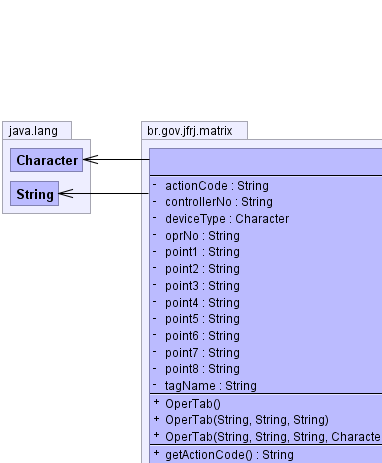 java.lang
br.gov.jfrj.matrix
Character
String
- actionCode : String
- controllerNo : String
- deviceType : Character
- oprNo : String
- point1 : String
- point2 : String
- point3 : String
- point4 : String
- point5 : String
- point6 : String
- point7 : String
- point8 : String
- tagName : String
+ OperTab()
+ OperTab(String, String, String)
+ OperTab(String, String, String, Characte
+ getActionCode() : String